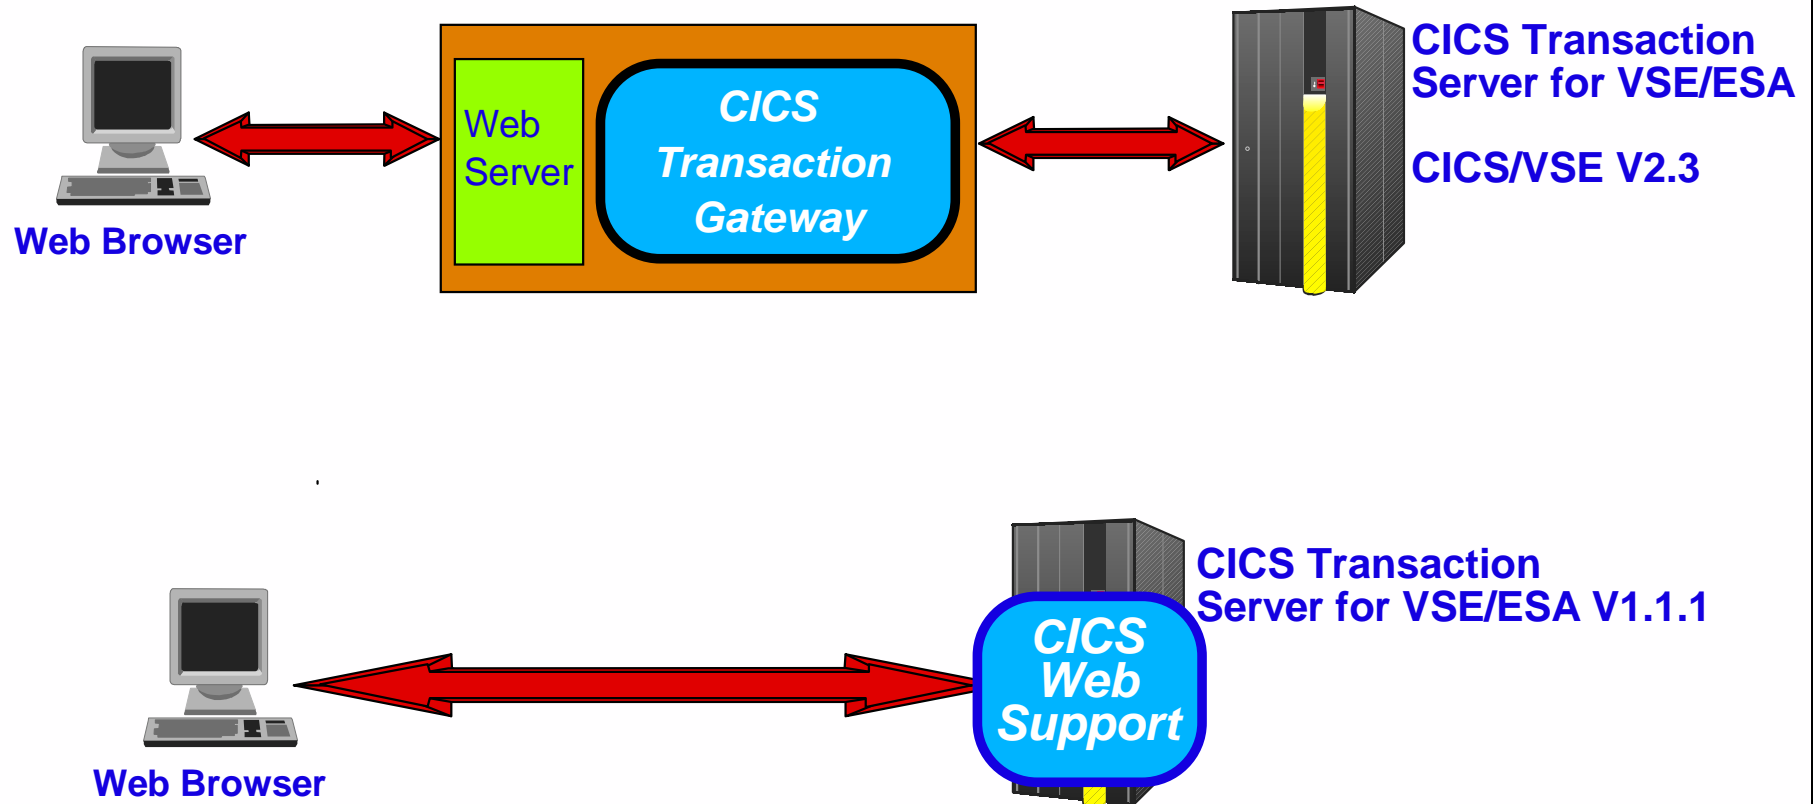 Web Browser
Web
Server
CICS
Transaction
Gateway
CICS Transaction
Server for VSE/ESA
CICS/VSE V2.3
Web Browser
CICS
Web
Support
CICS Transaction
Server for VSE/ESA V1.1.1